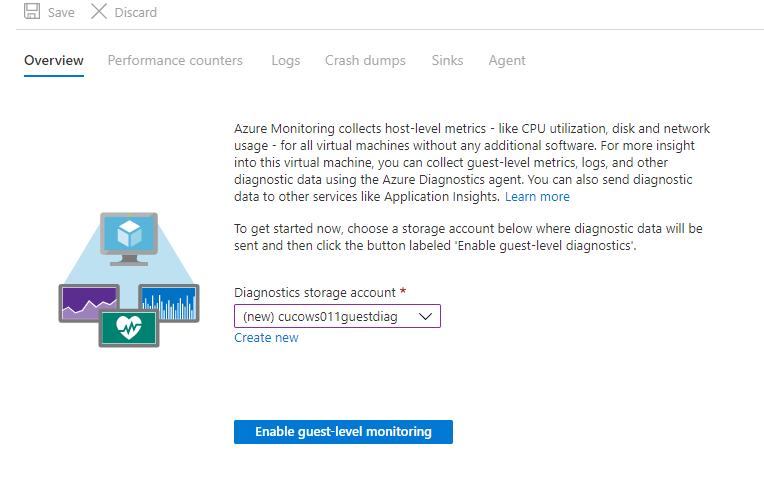 Save Discard
Overview Performance counters Logs Crash dumps Sinks Agent
Azure Monitoring collects host-level metrics - like CPU utilization, disk and network
usage - for all virtual machines without any additional software. For more insight
into this virtual machine, you can collect guest-level metrics, logs, and other
diagnostic data using the Azure Diagnostics agent. You can also send diagnostic
data to other services like Application Insights. Learn more
To get started now, choose a storage account below where diagnostic data will be
sent and then click the button labeled 'Enable guest-level diagnostics'.
Diagnostics storage account *
(new) cucows011guestdiag
Create new
Enable guest-level monitoring